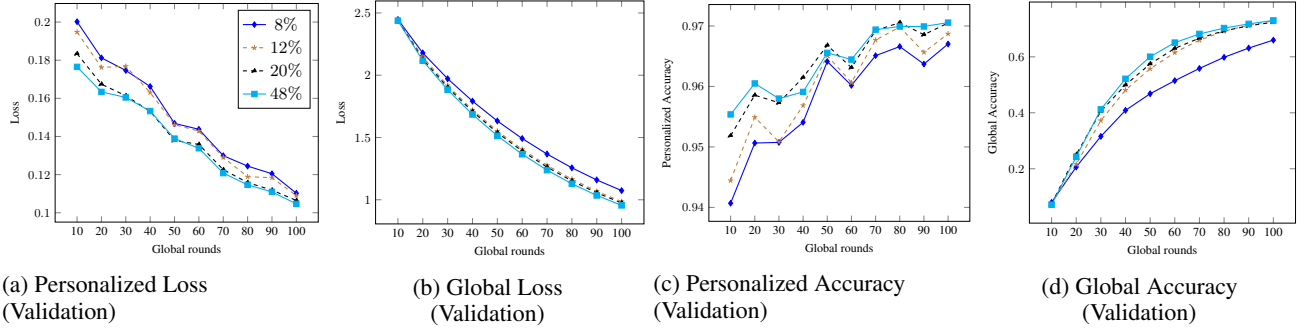 0.2
0.18
0.16
0.14
0.12
0.1
Loss
8%
12%
20%
48%
10 20 30 40 50 60 70 80 90 100
Global rounds
(a) Personalized Loss
(Validation)
2.5
2
1.5
1
Loss
10 20 30 40 50 60 70 80 90 100
Global rounds
(b) Global Loss
(Validation)
0.97
0.96
0.95
0.94
Personalized Accuracy
10 20 30 40 50 60 70 80 90 100
Global rounds
(c) Personalized Accuracy
(Validation)
0.6
0.4
0.2
Global Accuracy
10 20 30 40 50 60 70 80 90 100
Global rounds
(d) Global Accuracy
(Validation)